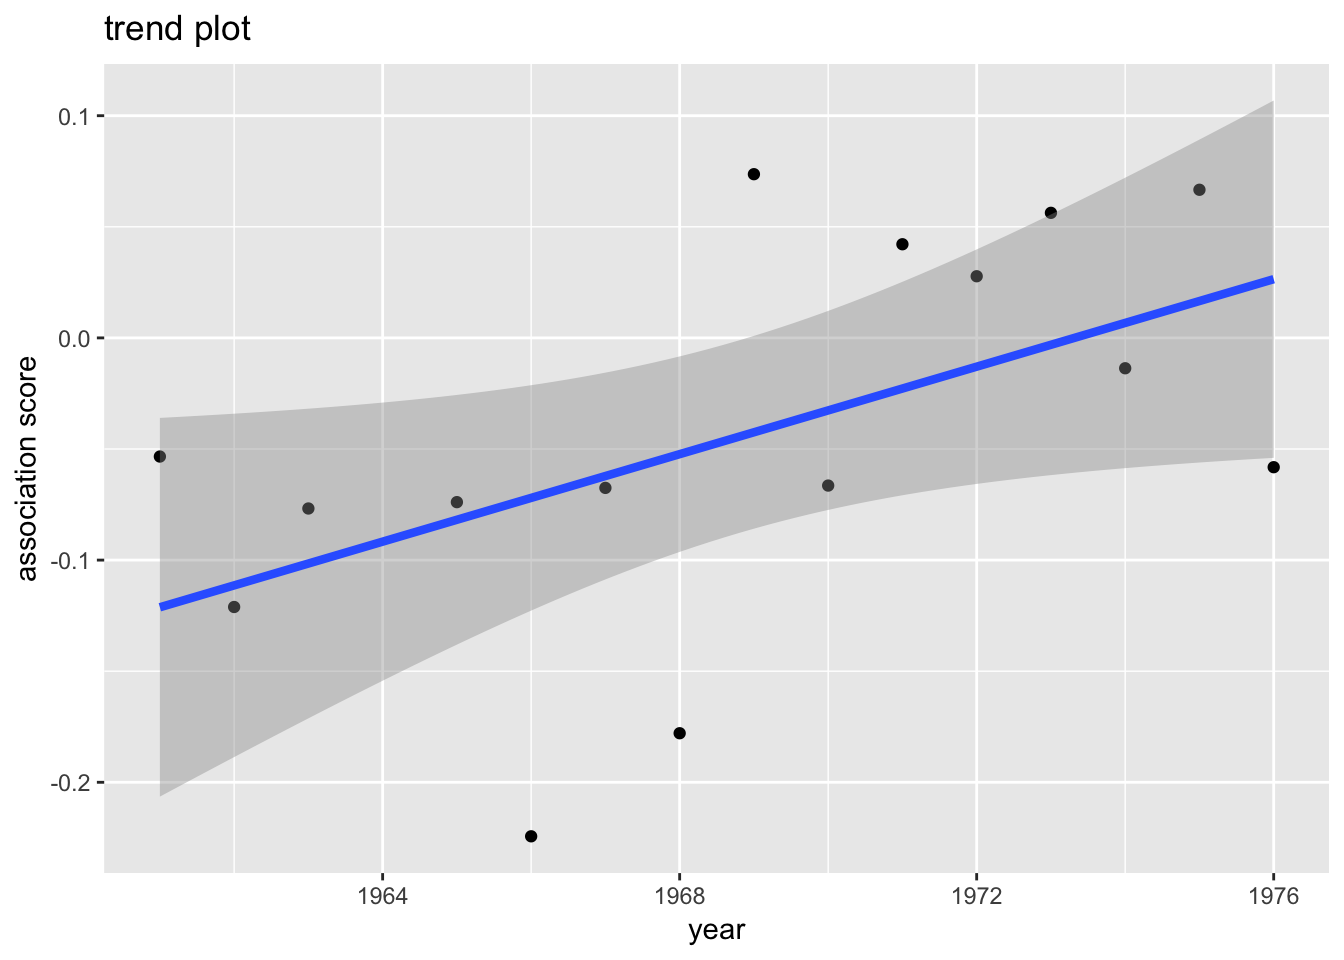 trend plot
0.1
0.0
-0.1
-0.2
association score
1964 1968 1972 1976
year